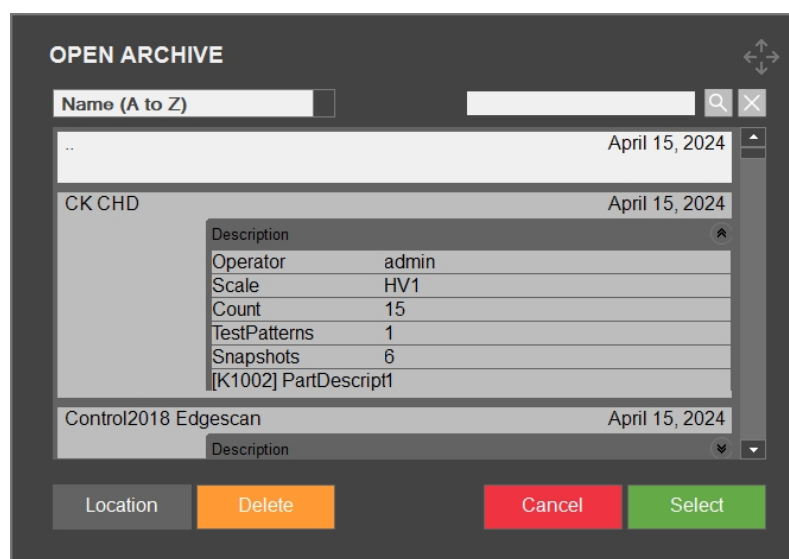 OPEN ARCHIVE
Name (A to Z)
.. April 15, 2024
CK CHD April 15, 2024
Description
Operator admin
Scale HV1
Count 15
TestPatterns 1
Snapshots 6
[K1002] PartDescript1
Control2018 Edgescan April 15, 2024
Description
Location Delete Cancel Select